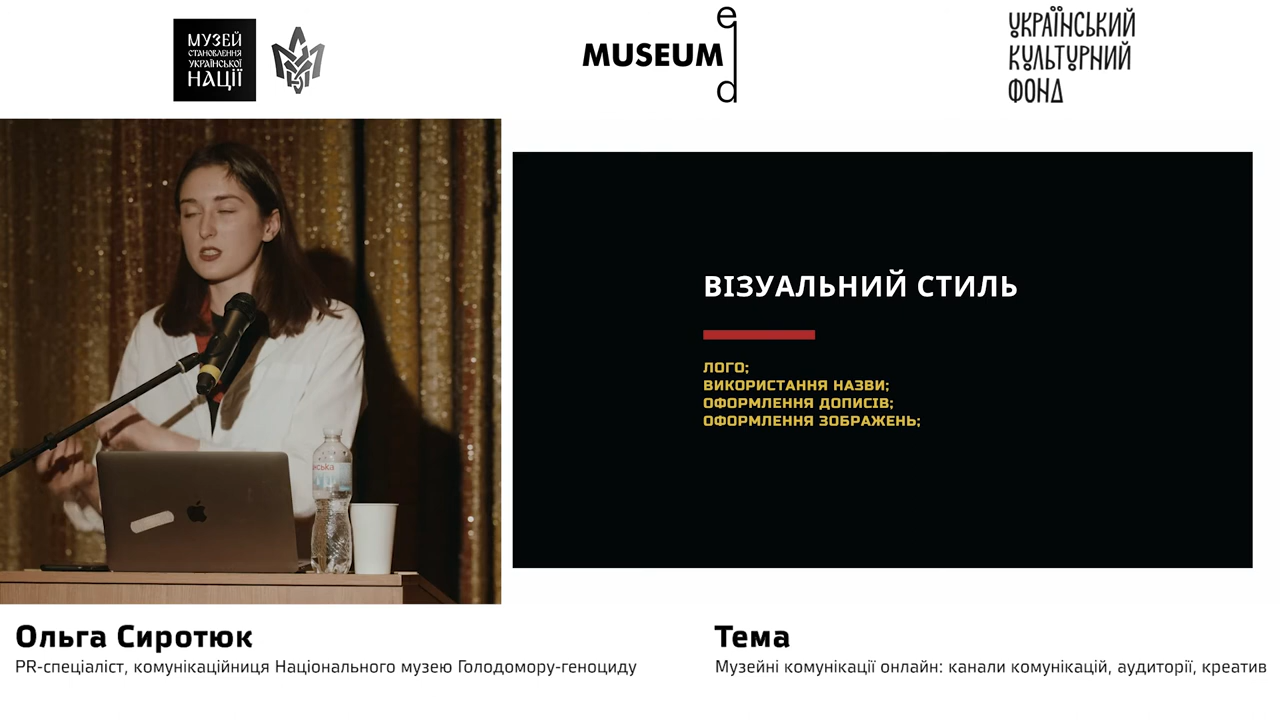 МУЗЕЙ
СТАНОВЛЕННЯ
УКРАЇНСЬКОЇ
НАЦІЇ
MUSEUM
ed
УКРАЇНСЬКИЙ
КУЛЬТУРНИЙ
ФОНД
ВІЗУАЛЬНИЙ СТИЛЬ
ЛОГО;
ВИКОРИСТАННЯ НАЗВИ;
ОФОРМЛЕННЯ ДОПИСІВ;
ОФОРМЛЕННЯ ЗОБРАЖЕНЬ;
Ольга Сиротюк
PR-спеціаліст, комунікаційниця Національного музею Голодомору-геноциду
Тема
Музейні комунікації онлайн: канали комунікацій, аудиторії, креатив